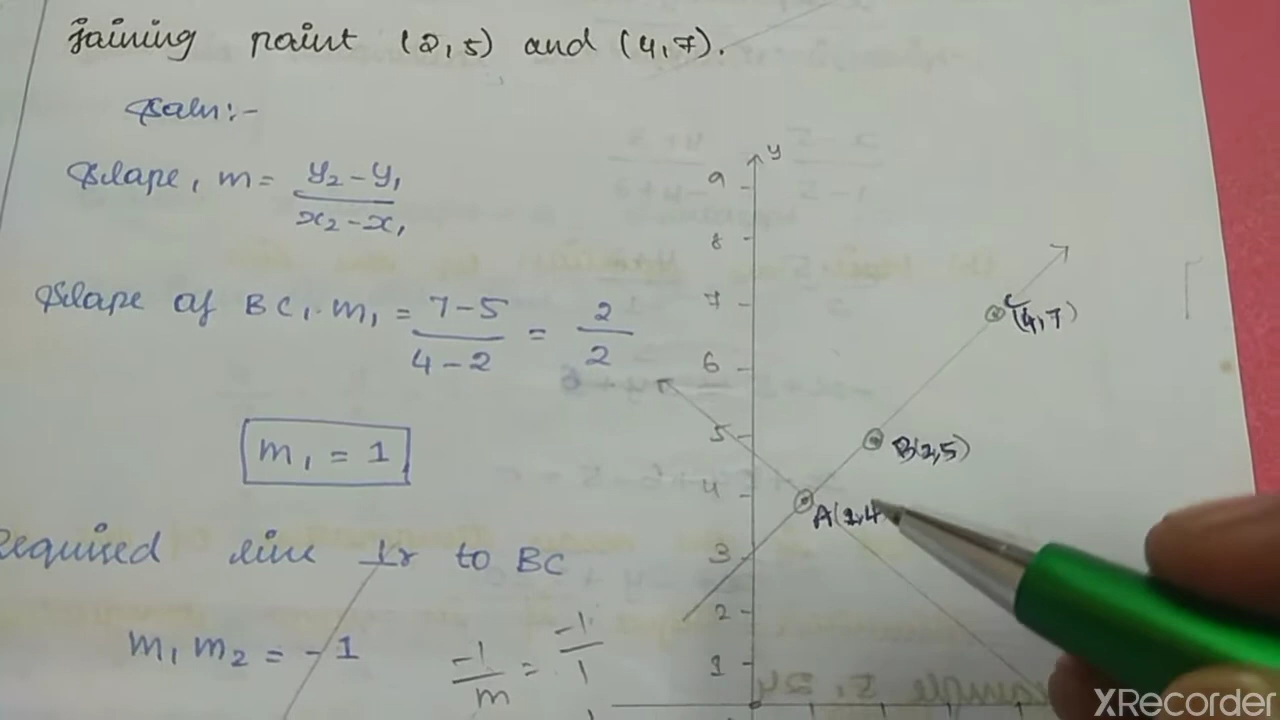 joining point (2,5) and (4,7).
Soln:-
Slope, m = y₂-y₁ / x₂-x₁
Slope of BC, m₁ = 7-5 / 4-2 = 2 / 2
m₁ = 1
Required line ⊥r to BC
m₁ m₂ = -1
-1 / m = -1 / 1
y
9
8
7
6
5
4
3
2
1
C(4,7)
B(2,5)
A(1,4
XRecorder